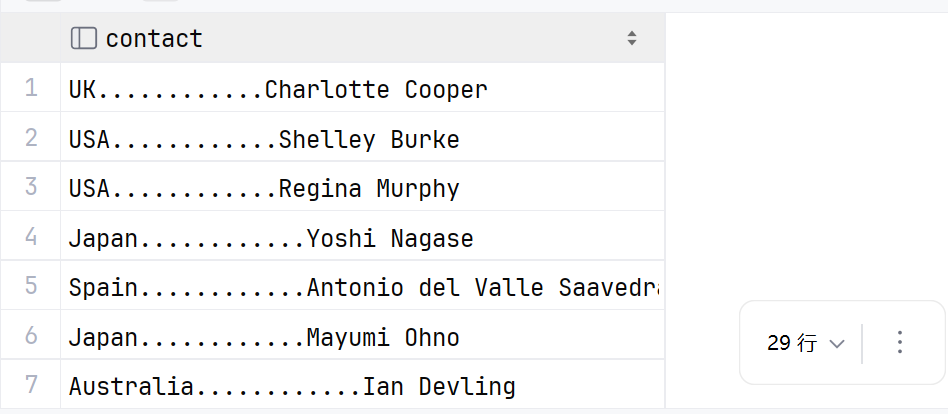 contact
1 UK............Charlotte Cooper
2 USA............Shelley Burke
3 USA............Regina Murphy
4 Japan............Yoshi Nagase
5 Spain............Antonio del Valle Saavedra
6 Japan............Mayumi Ohno
7 Australia............Ian Devling
29 行